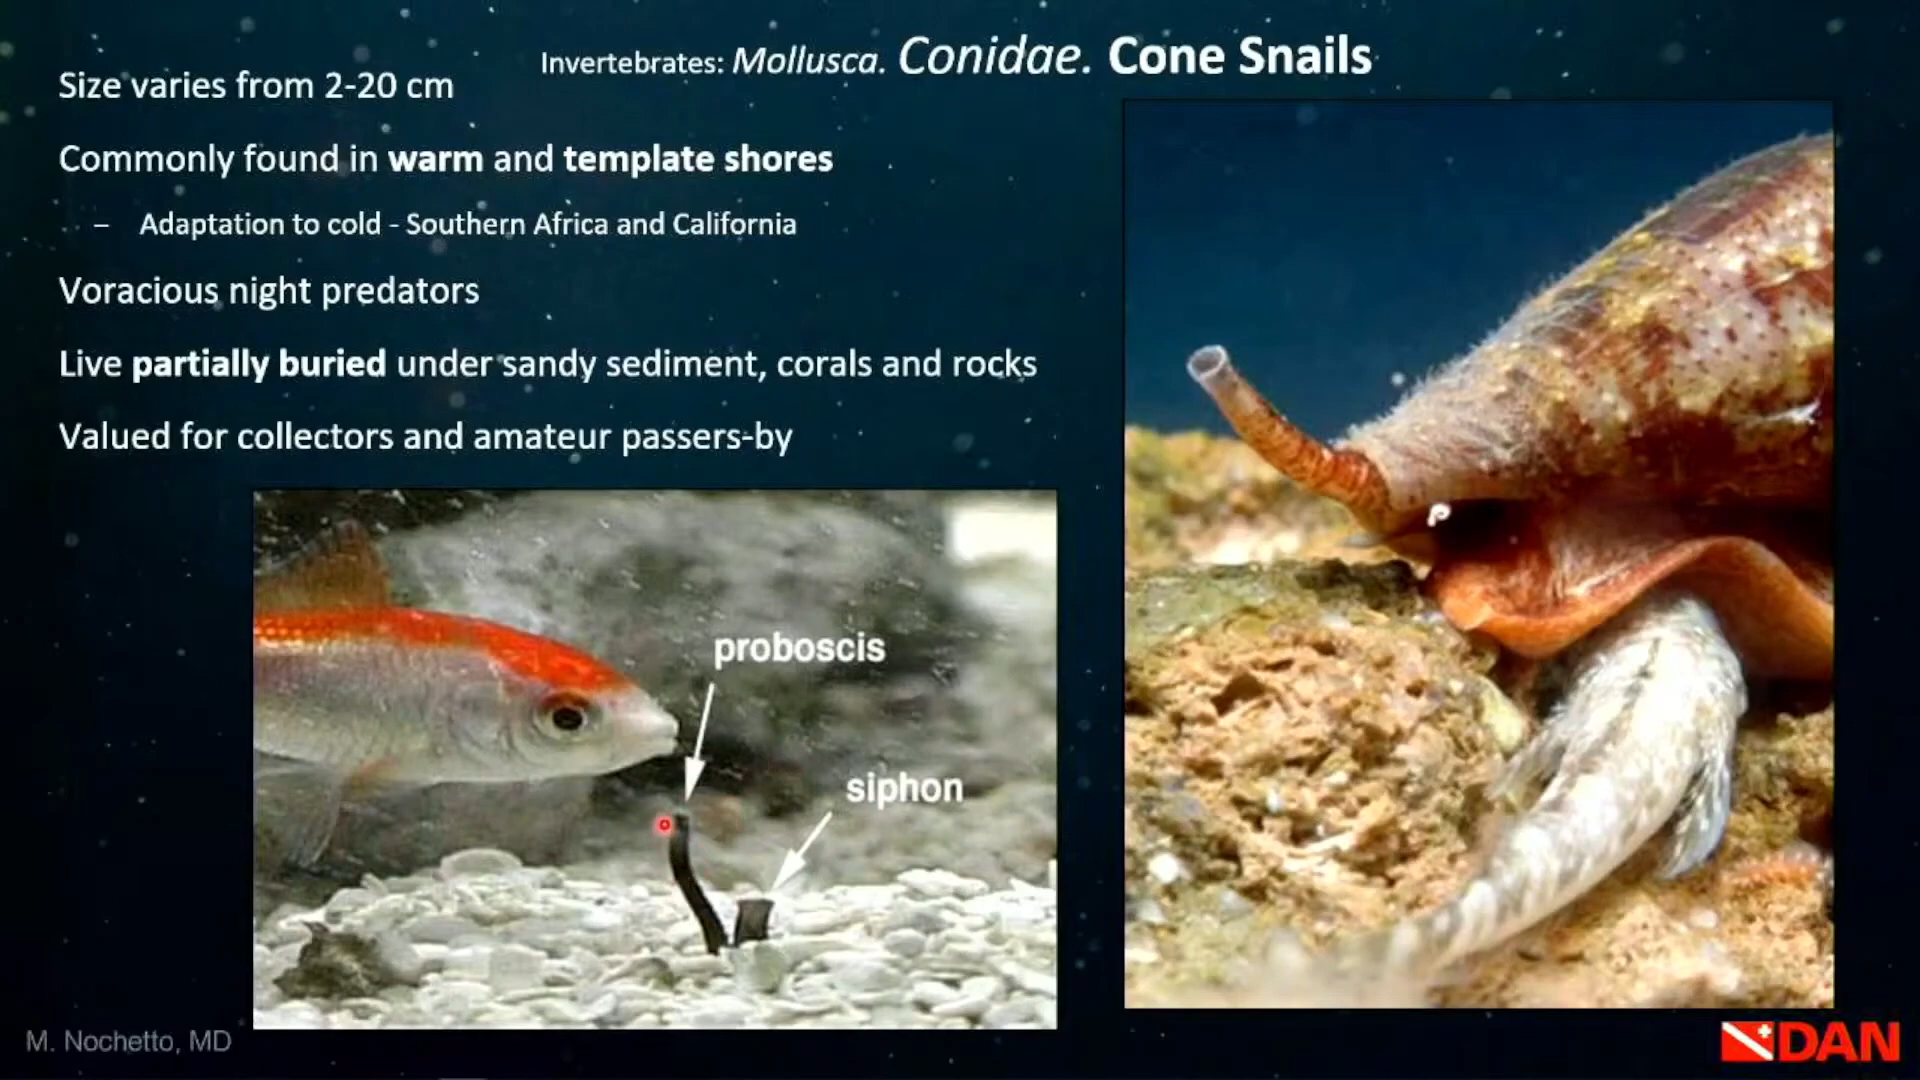 Invertebrates: Mollusca. Conidae. Cone Snails
Size varies from 2-20 cm
Commonly found in warm and template shores
– Adaptation to cold - Southern Africa and California
Voracious night predators
Live partially buried under sandy sediment, corals and rocks
Valued for collectors and amateur passers-by
proboscis
siphon
M. Nochetto, MD
DAN